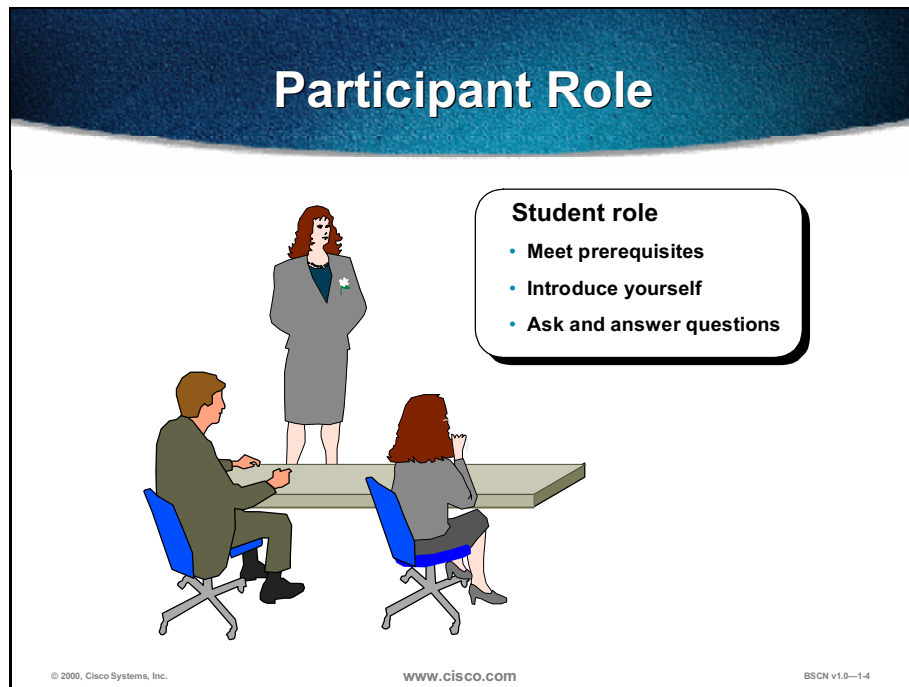 Participant Role
Student role
• Meet prerequisites
• Introduce yourself
• Ask and answer questions
© 2000, Cisco Systems, Inc.
www.cisco.com
BSCN v1.0—1-4